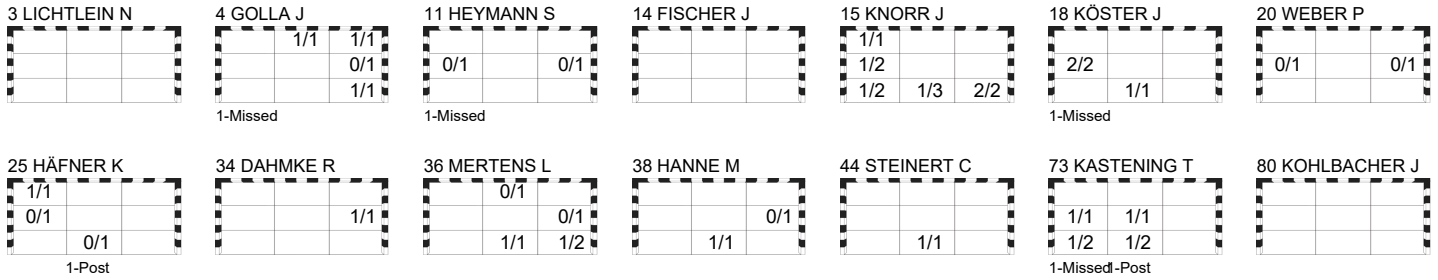 3 LICHTLEIN N 4 GOLLA J 11 HEYMANN S 14 FISCHER J 15 KNORR J 18 KÖSTER J 20 WEBER P
1/1 1/1 1/1
0/1 0/1 0/1 1/2 2/2 0/1 0/1
1/1 1/2 1/3 2/2 1/1
1-Missed 1-Missed 1-Missed
25 HÄFNER K 34 DAHMKE R 36 MERTENS L 38 HANNE M 44 STEINERT C 73 KASTENING T 80 KOHLBACHER J
1/1 0/1
0/1 1/1 0/1 0/1 1/1 1/1
0/1 1/1 1/2 1/1 1/1 1/2 1/2
1-Post 1-Missed 1-Post